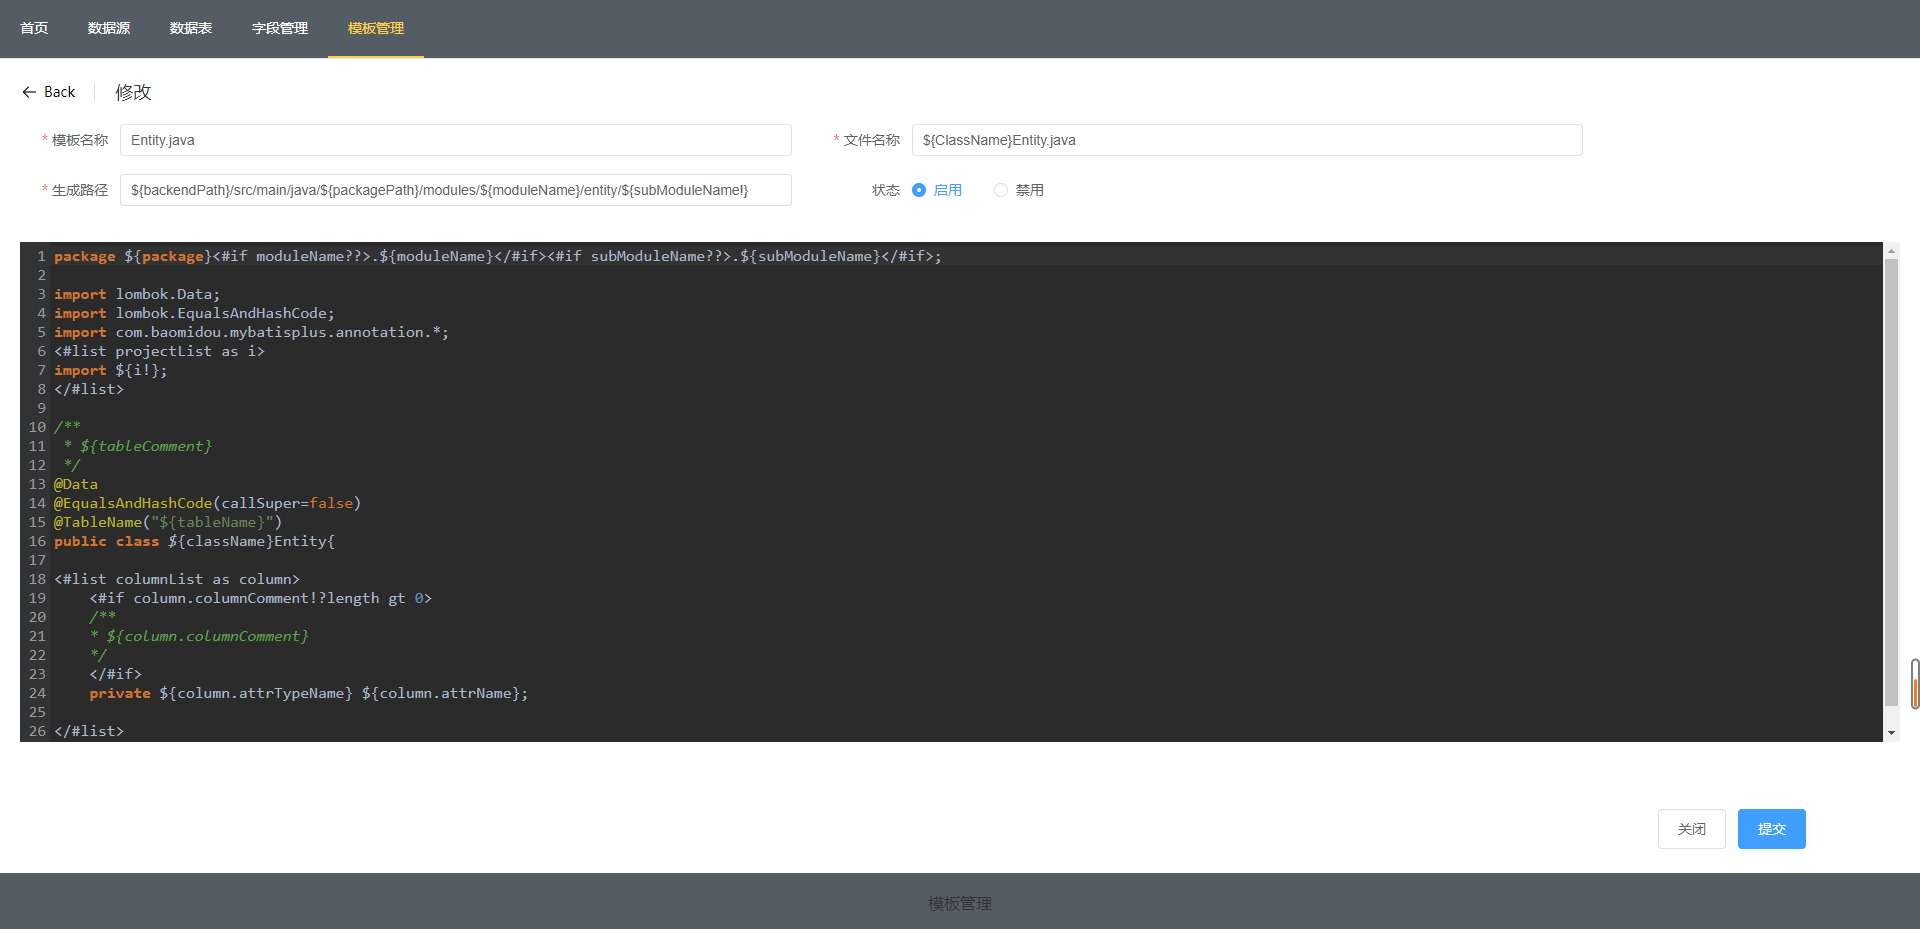 首页 数据源 数据表 字段管理 模板管理
Back 修改
* 模板名称 Entity.java * 文件名称 ${ClassName}Entity.java
* 生成路径 ${backendPath}/src/main/java/${packagePath}/modules/${moduleName}/entity/${subModuleName!} 状态 启用 禁用
1 package ${package}<#if moduleName??>.${moduleName}</#if><#if subModuleName??>.${subModuleName}</#if>;
2
3 import lombok.Data;
4 import lombok.EqualsAndHashCode;
5 import com.baomidou.mybatisplus.annotation.*;
6 <#list projectList as i>
7 import ${i!};
8 </#list>
9
10 /**
11  * ${tableComment}
12  */
13 @Data
14 @EqualsAndHashCode(callSuper=false)
15 @TableName("${tableName}")
16 public class ${className}Entity{
17
18 <#list columnList as column>
19     <#if column.columnComment!?length gt 0>
20     /**
21     * ${column.columnComment}
22     */
23     </#if>
24     private ${column.attrTypeName} ${column.attrName};
25
26 </#list>
关闭 提交
模板管理